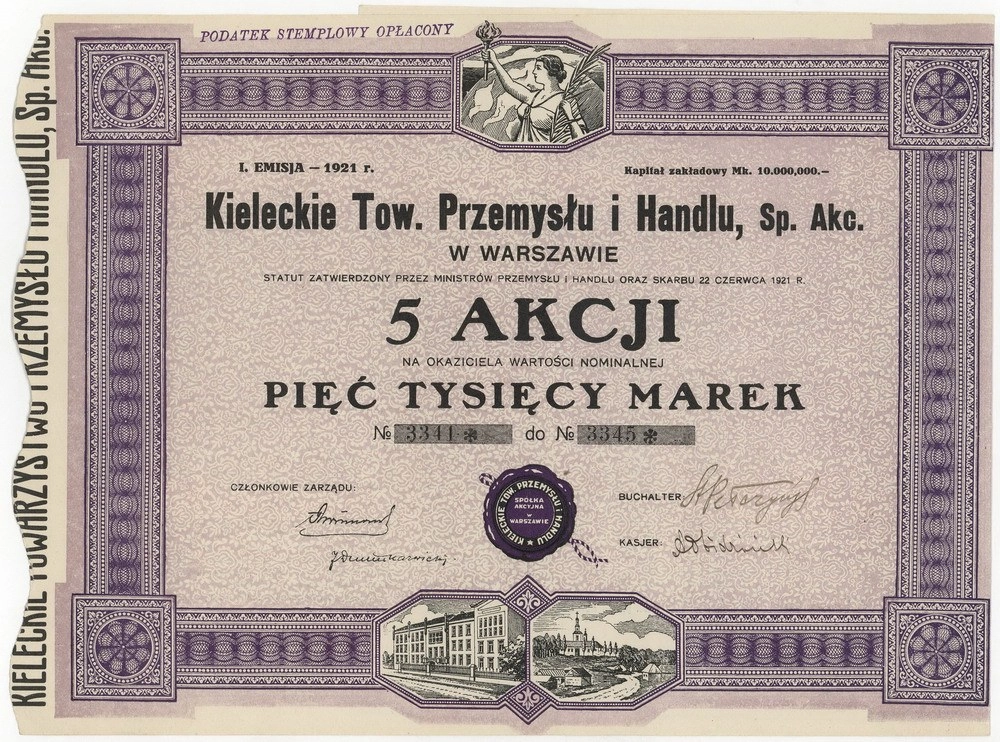 PODATEK STEMPLOWY OPŁACONY
I. EMISJA — 1921 r.
Kapitał zakładowy Mk. 10.000,000.—
Kieleckie Tow. Przemysłu i Handlu, Sp. Akc.
W WARSZAWIE
STATUT ZATWIERDZONY PRZEZ MINISTRÓW PRZEMYSŁU I HANDLU ORAZ SKARBU 22 CZERWCA 1921 R.
5 AKCJI
NA OKAZICIELA WARTOŚCI NOMINALNEJ
PIĘĆ TYSIĘCY MAREK
№ 3341 * do № 3345 *
CZŁONKOWIE ZARZĄDU:
BUCHALTER:
KASJER:
KIELECKIE TOW. PRZEMYSŁU i HANDLU
SPÓŁKA
AKCYJNA
w
WARSZAWIE
KIELECKIE TOWARZYSTWO PRZEMYSŁU I HANDLU, Sp. Akc.